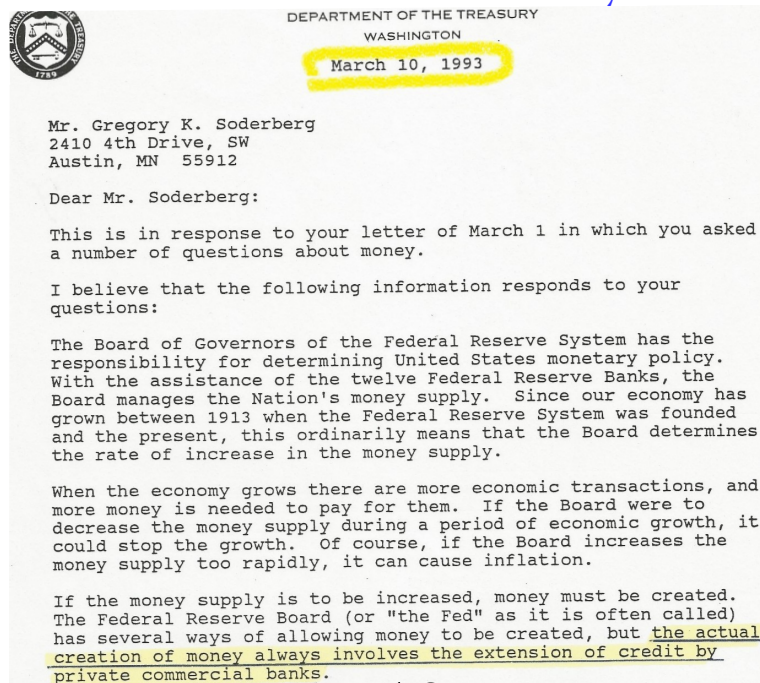 DEPARTMENT OF THE TREASURY
WASHINGTON
THE DEPARTMENT OF THE TREASURY
1789
March 10, 1993
Mr. Gregory K. Soderberg
2410 4th Drive, SW
Austin, MN 55912
Dear Mr. Soderberg:
This is in response to your letter of March 1 in which you asked
a number of questions about money.
I believe that the following information responds to your
questions:
The Board of Governors of the Federal Reserve System has the
responsibility for determining United States monetary policy.
With the assistance of the twelve Federal Reserve Banks, the
Board manages the Nation's money supply. Since our economy has
grown between 1913 when the Federal Reserve System was founded
and the present, this ordinarily means that the Board determines
the rate of increase in the money supply.
When the economy grows there are more economic transactions, and
more money is needed to pay for them. If the Board were to
decrease the money supply during a period of economic growth, it
could stop the growth. Of course, if the Board increases the
money supply too rapidly, it can cause inflation.
If the money supply is to be increased, money must be created.
The Federal Reserve Board (or "the Fed" as it is often called)
has several ways of allowing money to be created, but the actual
creation of money always involves the extension of credit by
private commercial banks.